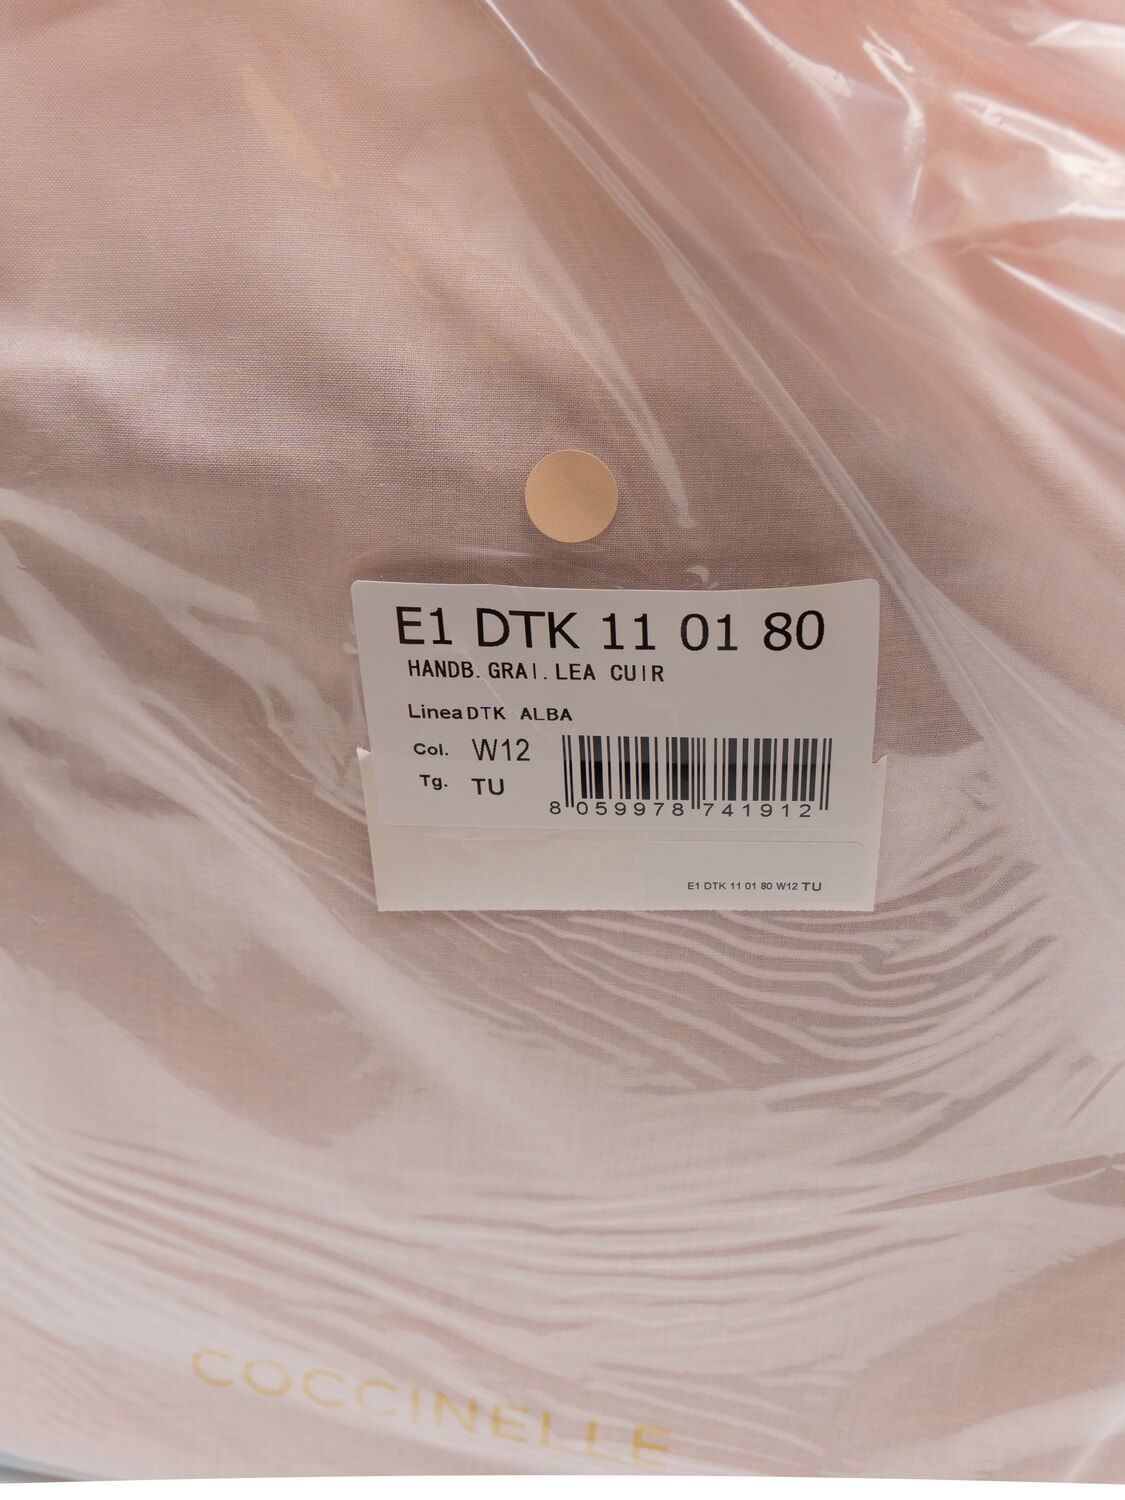 E1 DTK 11 01 80
HANDB. GRAI. LEA CUIR
Linea DTK ALBA
Col. W12
Tg. TU
8 059978 741912
E1 DTK 11 01 80 W12 TU
COCCINELLE